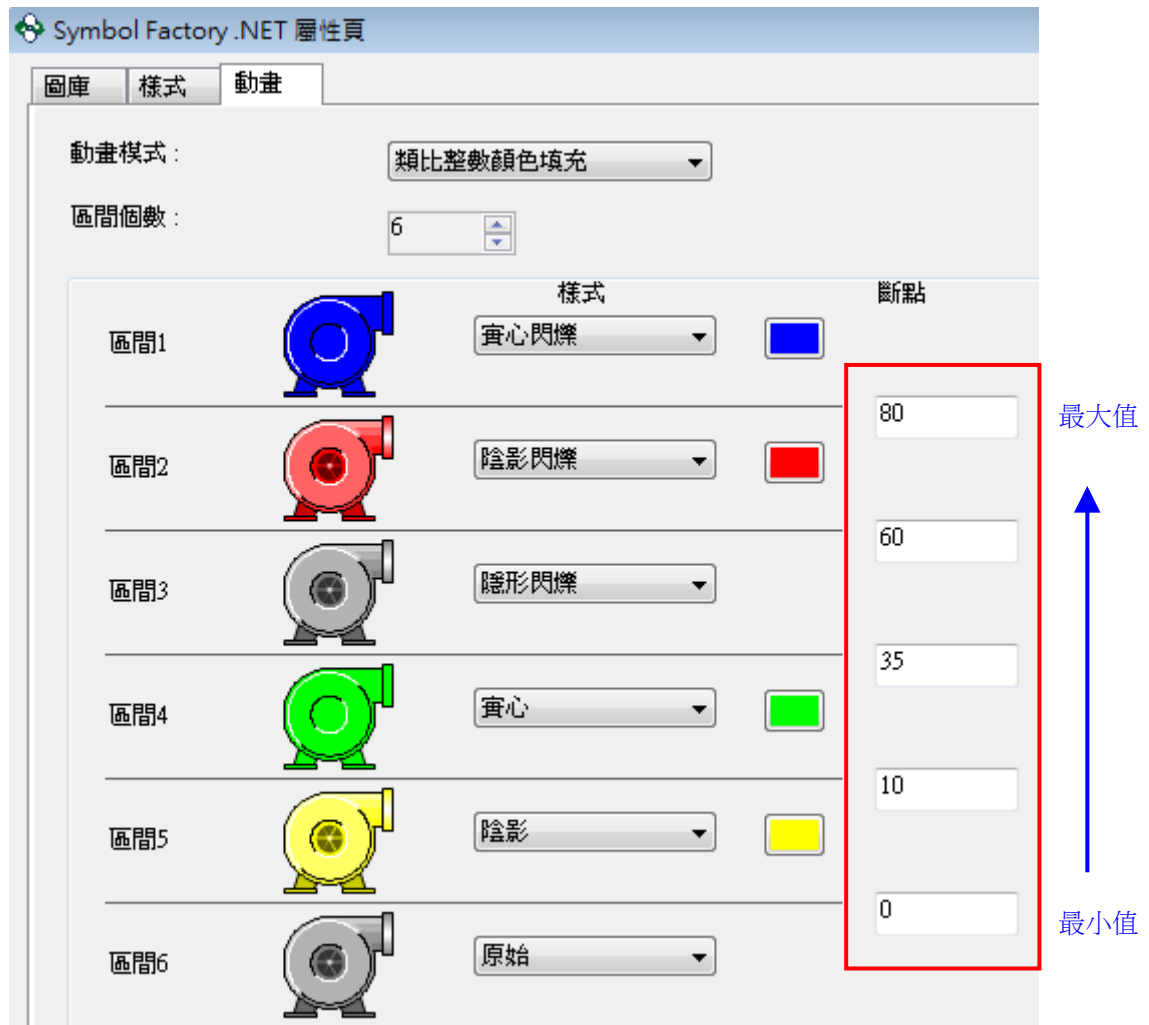 Symbol Factory .NET 屬性頁
圖庫 樣式 動畫
動畫模式 : 類比整數顏色填充
區間個數 : 6
樣式 斷點
區間1 實心閃爍
80 最大值
區間2 陰影閃爍
60
區間3 隱形閃爍
35
區間4 實心
10
區間5 陰影
0 最小值
區間6 原始